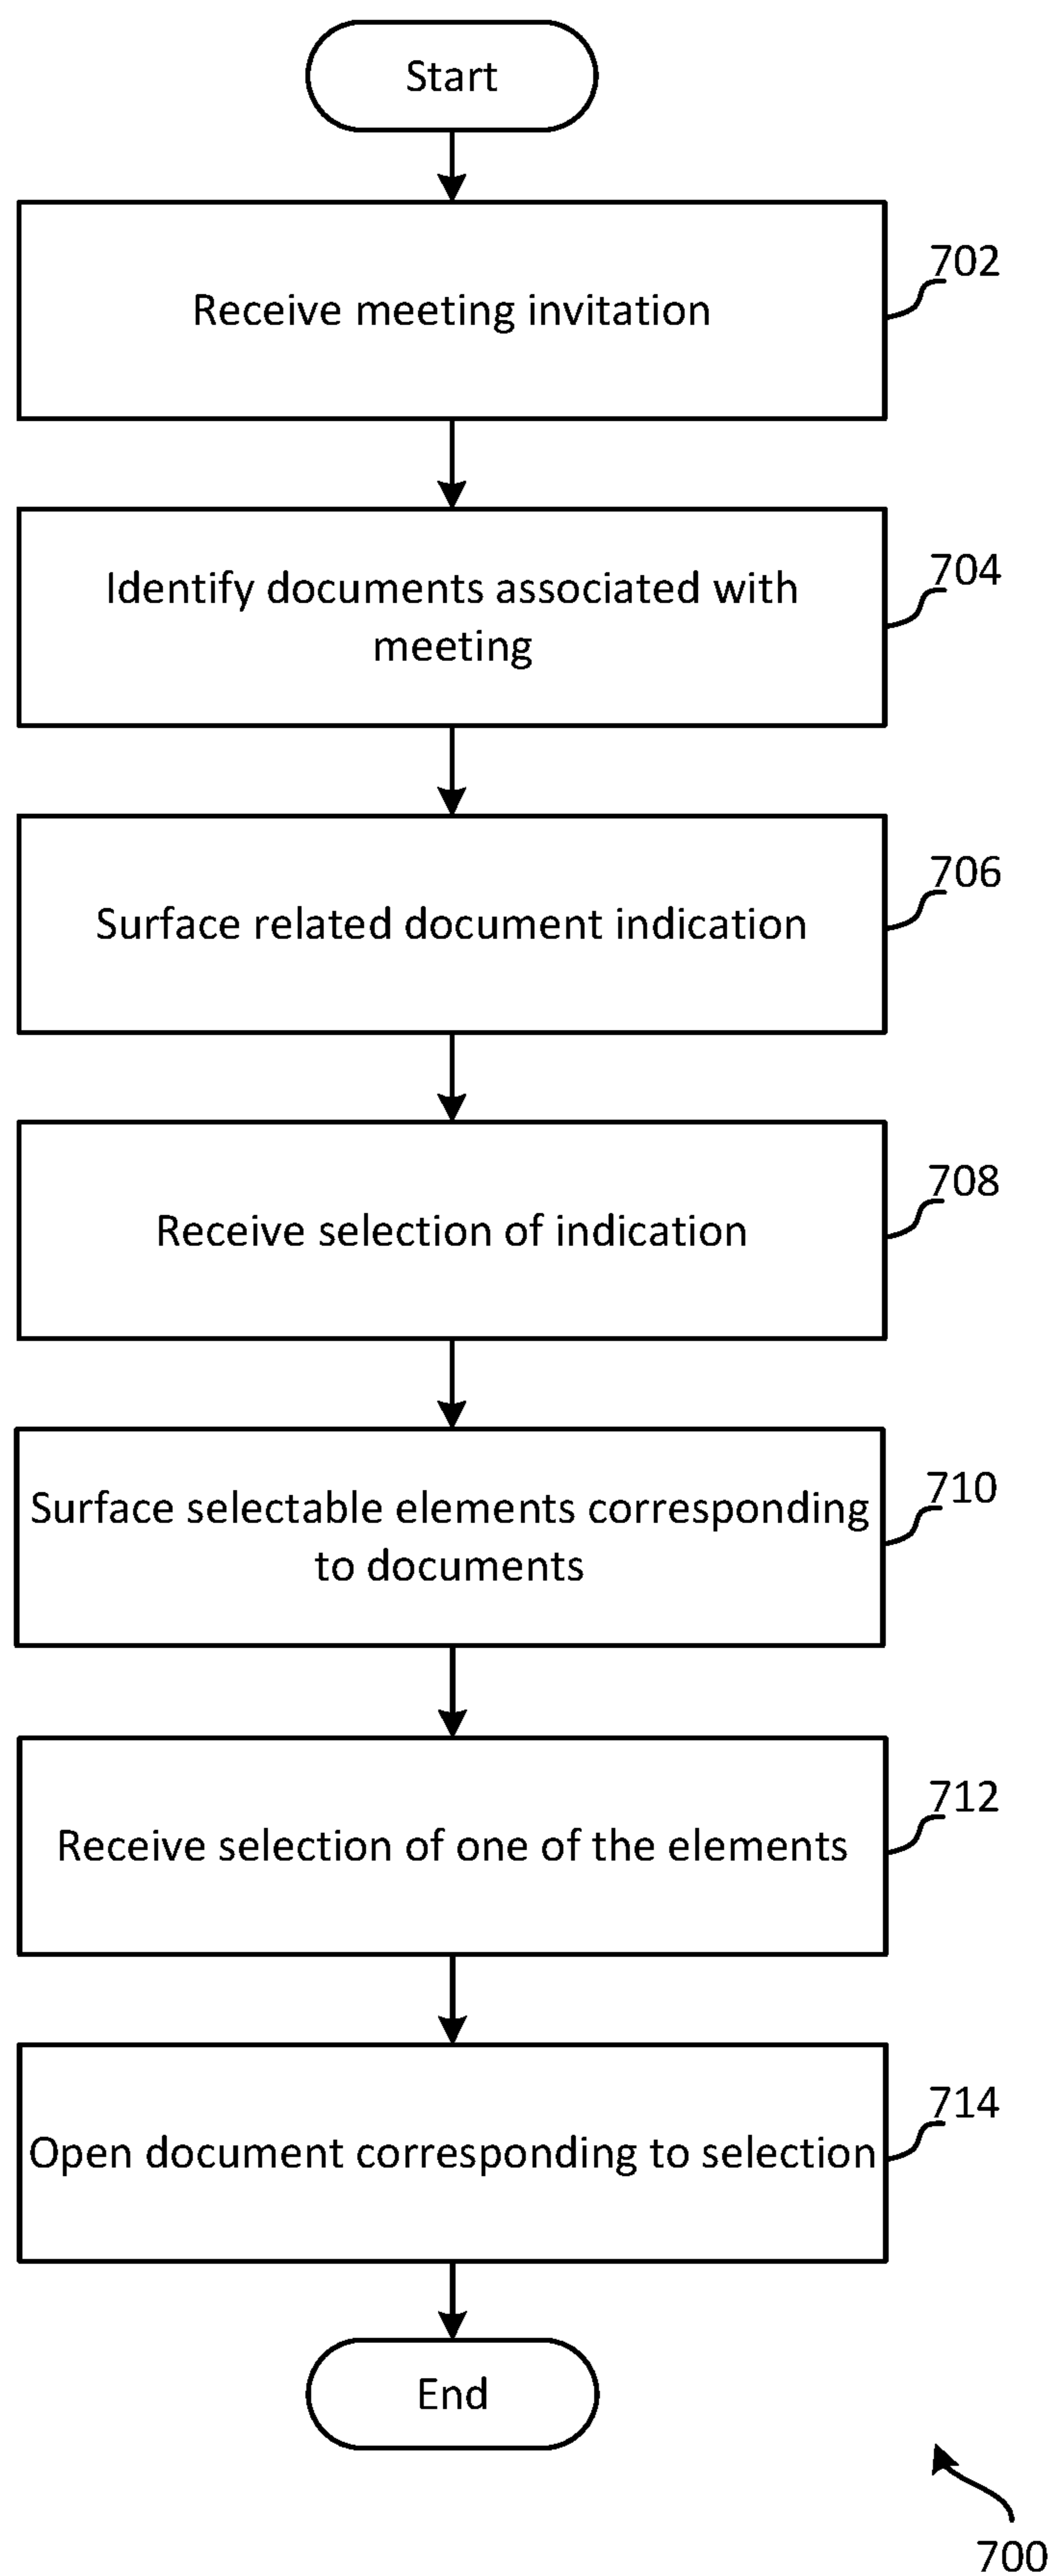 Start
Receive meeting invitation
702
Identify documents associated with
meeting
704
Surface related document indication
706
Receive selection of indication
708
Surface selectable elements corresponding
to documents
710
Receive selection of one of the elements
712
Open document corresponding to selection
714
End
700